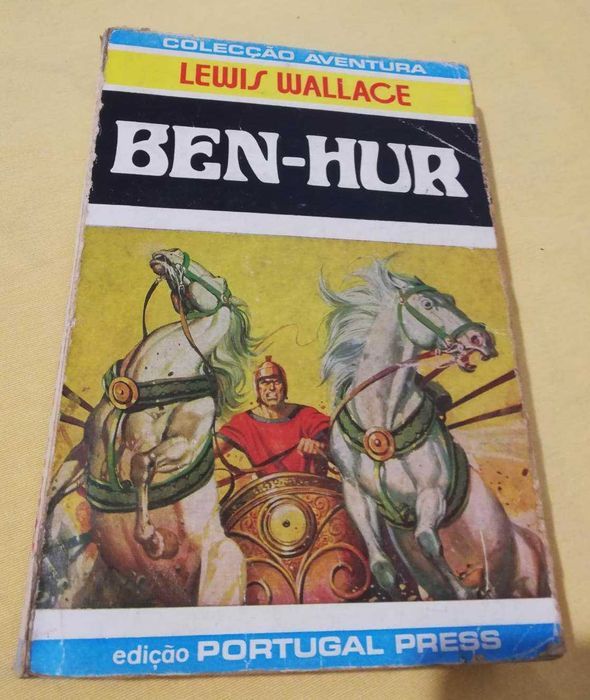 COLECÇÃO AVENTURA
LEWIS WALLACE
BEN-HUR
edição PORTUGAL PRESS